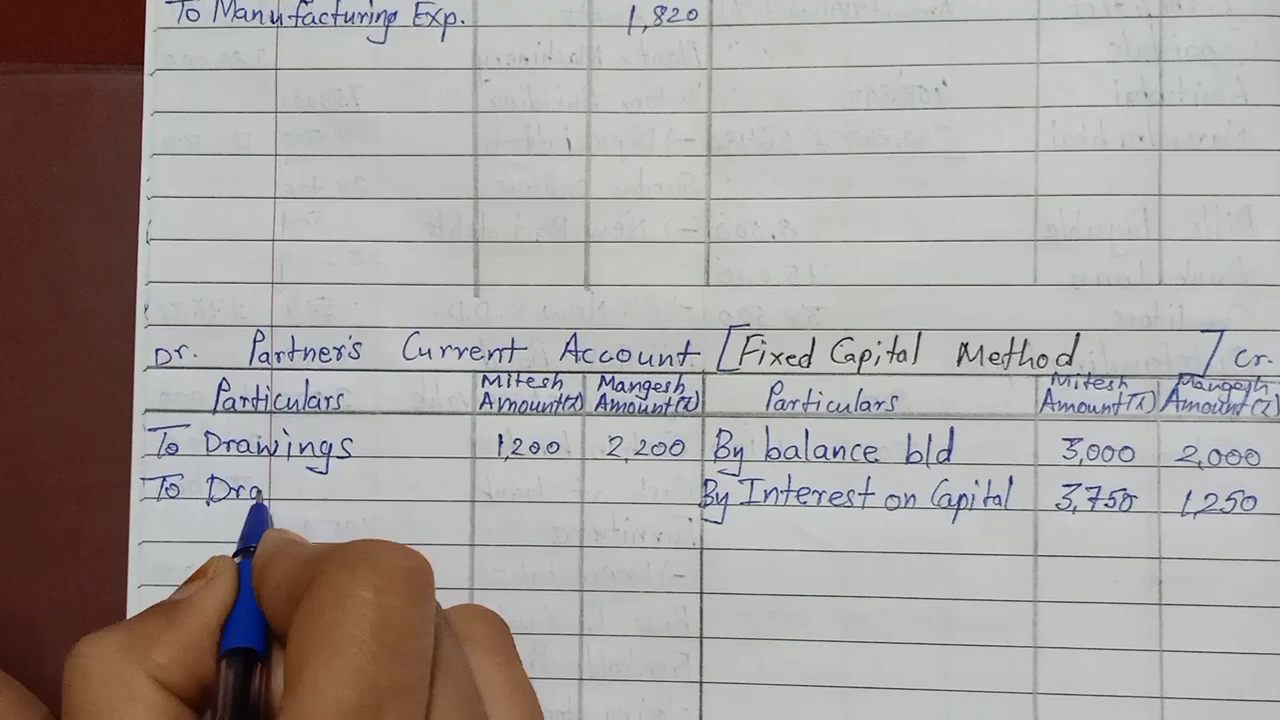 To Manufacturing Exp. 1,820
Dr. Partner's Current Account [Fixed Capital Method ] Cr.
Particulars Mitesh Amount(₹) Mangesh Amount(₹) Particulars Mitesh Amount(₹) Mangesh Amount(₹)
To Drawings 1,200 2,200 By balance b/d 3,000 2,000
To Dra By Interest on Capital 3,750 1,250